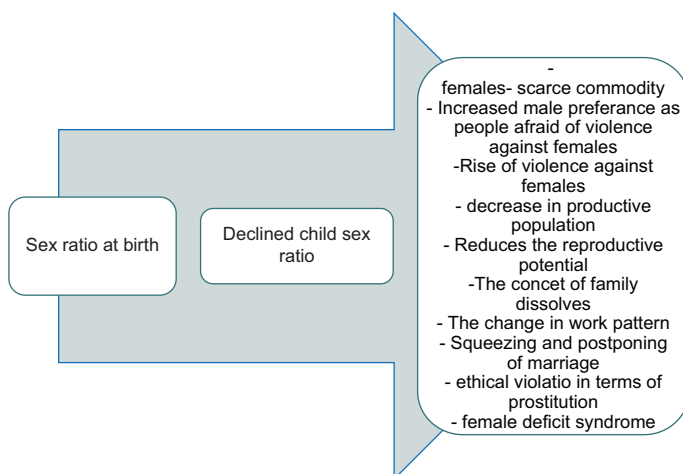 Sex ratio at birth
Declined child sex
ratio
-
females- scarce commodity
- Increased male preferance as
people afraid of violence
against females
-Rise of violence against
females
- decrease in productive
population
- Reduces the reproductive
potential
-The concet of family
dissolves
- The change in work pattern
- Squeezing and postponing
of marriage
- ethical violatio in terms of
prostitution
- female deficit syndrome